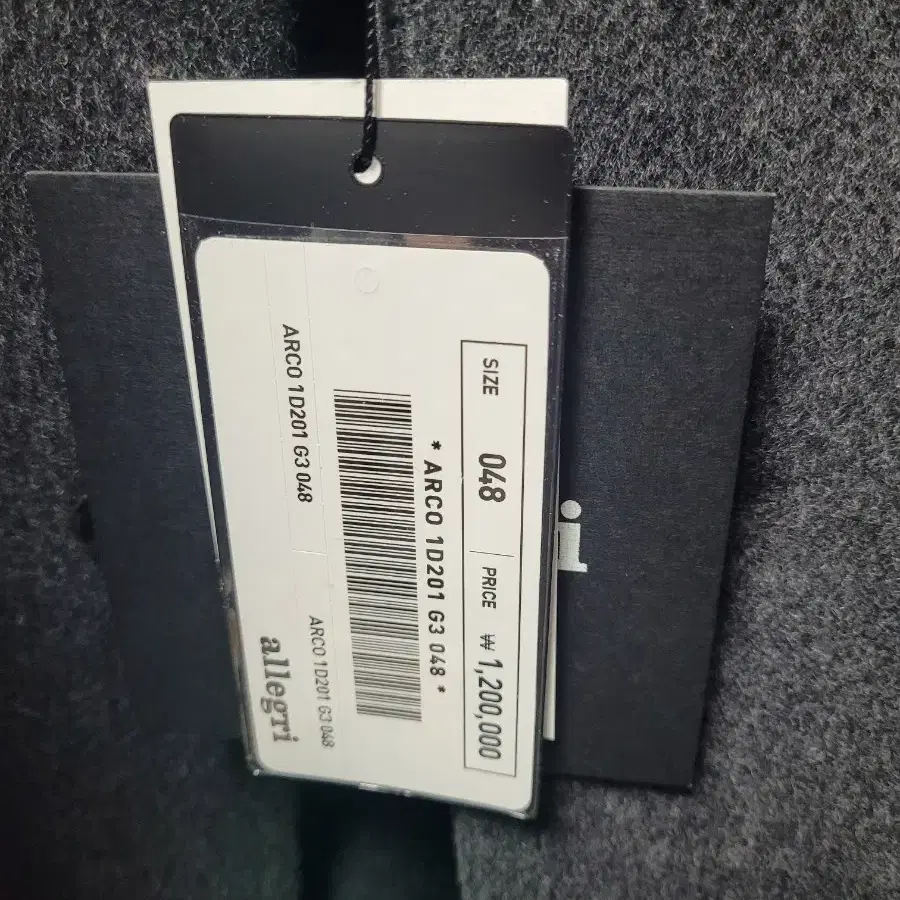 SIZE 048 PRICE ₩ 1,200,000
* ARCO 1D201 G3 048 *
ARCO 1D201 G3 048
ARCO 1D201 G3 048
allegri